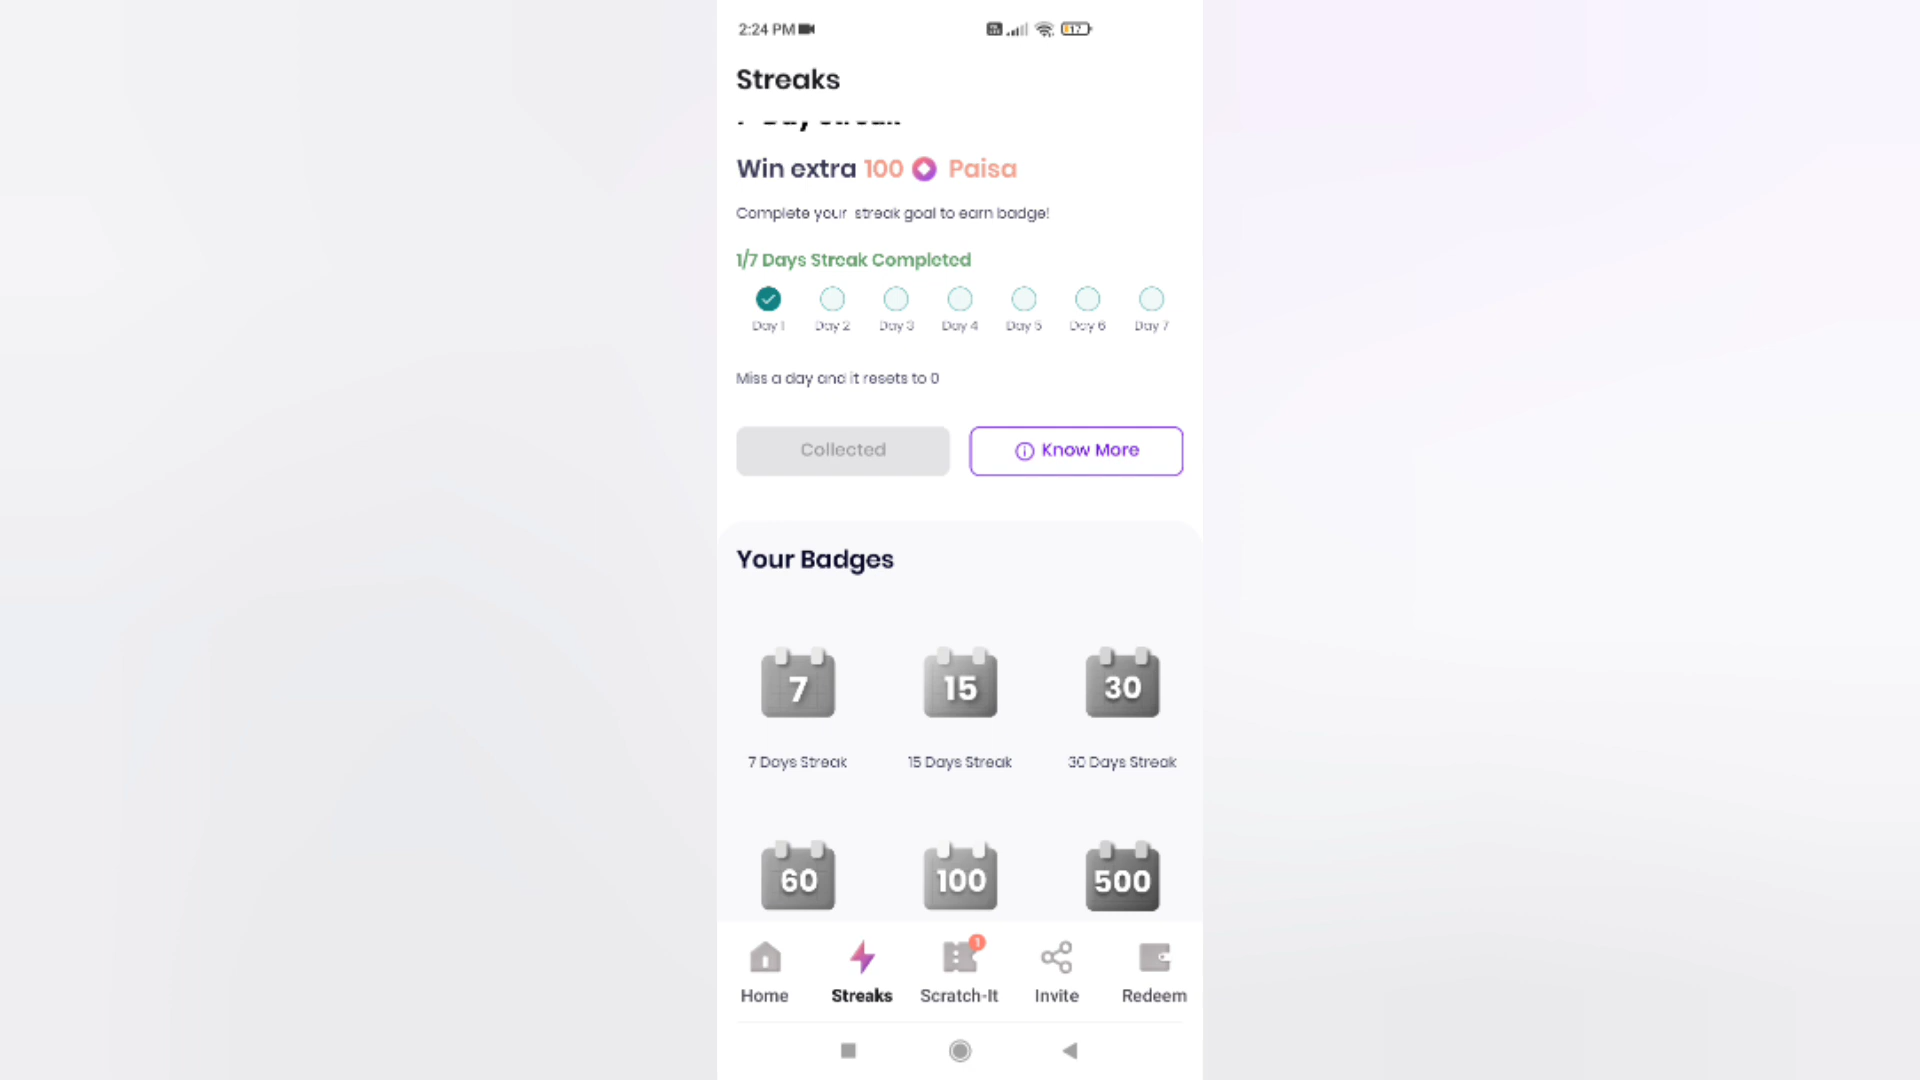 2:24 PM
17
Streaks
Win extra 100 Paisa
Complete your streak goal to earn badge!
1/7 Days Streak Completed
Day 1 Day 2 Day 3 Day 4 Day 5 Day 6 Day 7
Miss a day and it resets to 0
Collected Know More
Your Badges
7 15 30
7 Days Streak 15 Days Streak 30 Days Streak
60 100 500
1
Home Streaks Scratch-It Invite Redeem